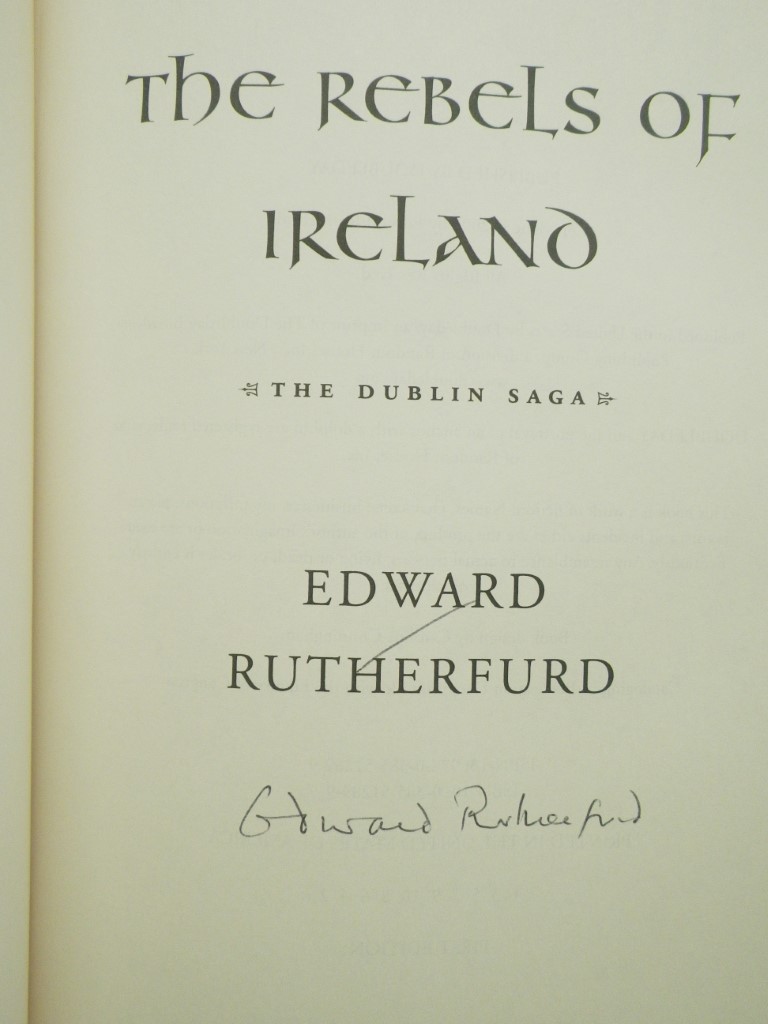 THE REBELS OF
IRELAND
THE DUBLIN SAGA
EDWARD
RUTHERFURD
Edward Rutherfurd